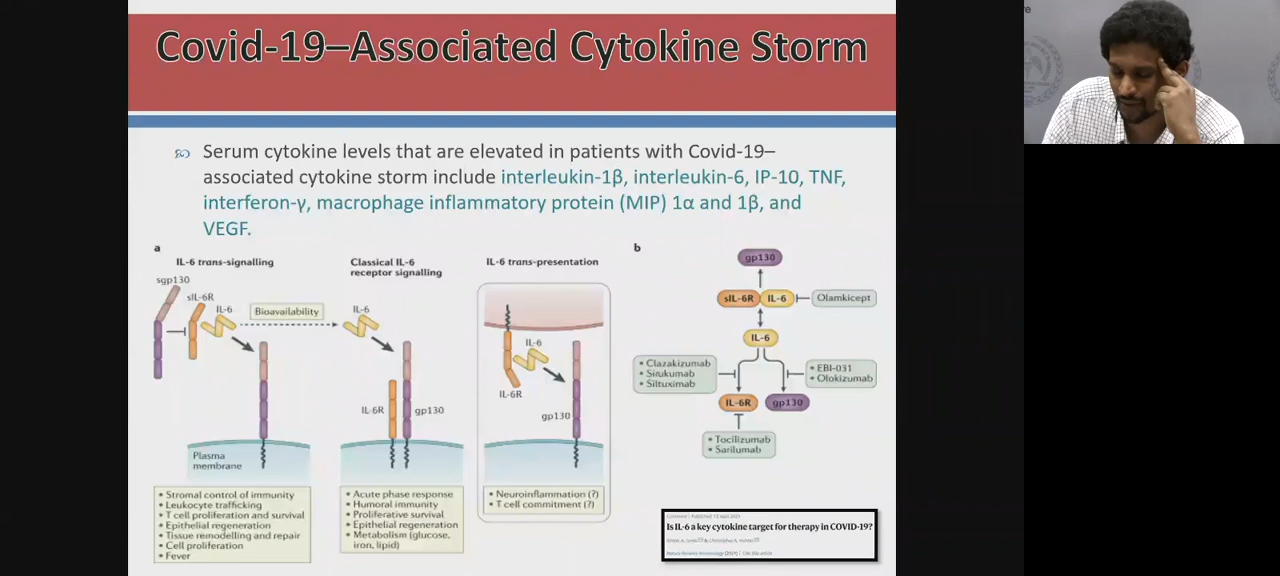 Covid-19–Associated Cytokine Storm
Serum cytokine levels that are elevated in patients with Covid-19–
associated cytokine storm include interleukin-1β, interleukin-6, IP-10, TNF,
interferon-γ, macrophage inflammatory protein (MIP) 1α and 1β, and
VEGF.
a
IL-6 trans-signalling
sgp130
sIL-6R
IL-6
Bioavailability
Plasma
membrane
• Stromal control of immunity
• Leukocyte trafficking
• T cell proliferation and survival
• Epithelial regeneration
• Tissue remodelling and repair
• Cell proliferation
• Fever
Classical IL-6
receptor signalling
IL-6
IL-6R
gp130
• Acute phase response
• Humoral immunity
• Proliferative survival
• Epithelial regeneration
• Metabolism (glucose,
iron, lipid)
IL-6 trans-presentation
IL-6
IL-6R
gp130
• Neuroinflammation (?)
• T cell commitment (?)
b
gp130
sIL-6R IL-6
Olamkicept
IL-6
• Clazakizumab
• Sirukumab
• Siltuximab
• EBI-031
• Olokizumab
IL-6R
gp130
• Tocilizumab
• Sarilumab
Is IL-6 a key cytokine target for therapy in COVID-19?
re